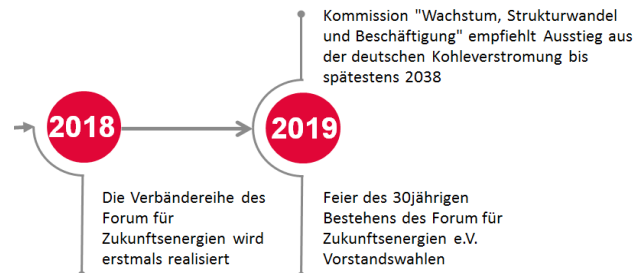 Kommission "Wachstum, Strukturwandel
und Beschäftigung" empfiehlt Ausstieg aus
der deutschen Kohleverstromung bis
spätestens 2038
2018
2019
Die Verbändereihe des
Forum für
Zukunftsenergien wird
erstmals realisiert
Feier des 30jährigen
Bestehens des Forum für
Zukunftsenergien e.V.
Vorstandswahlen